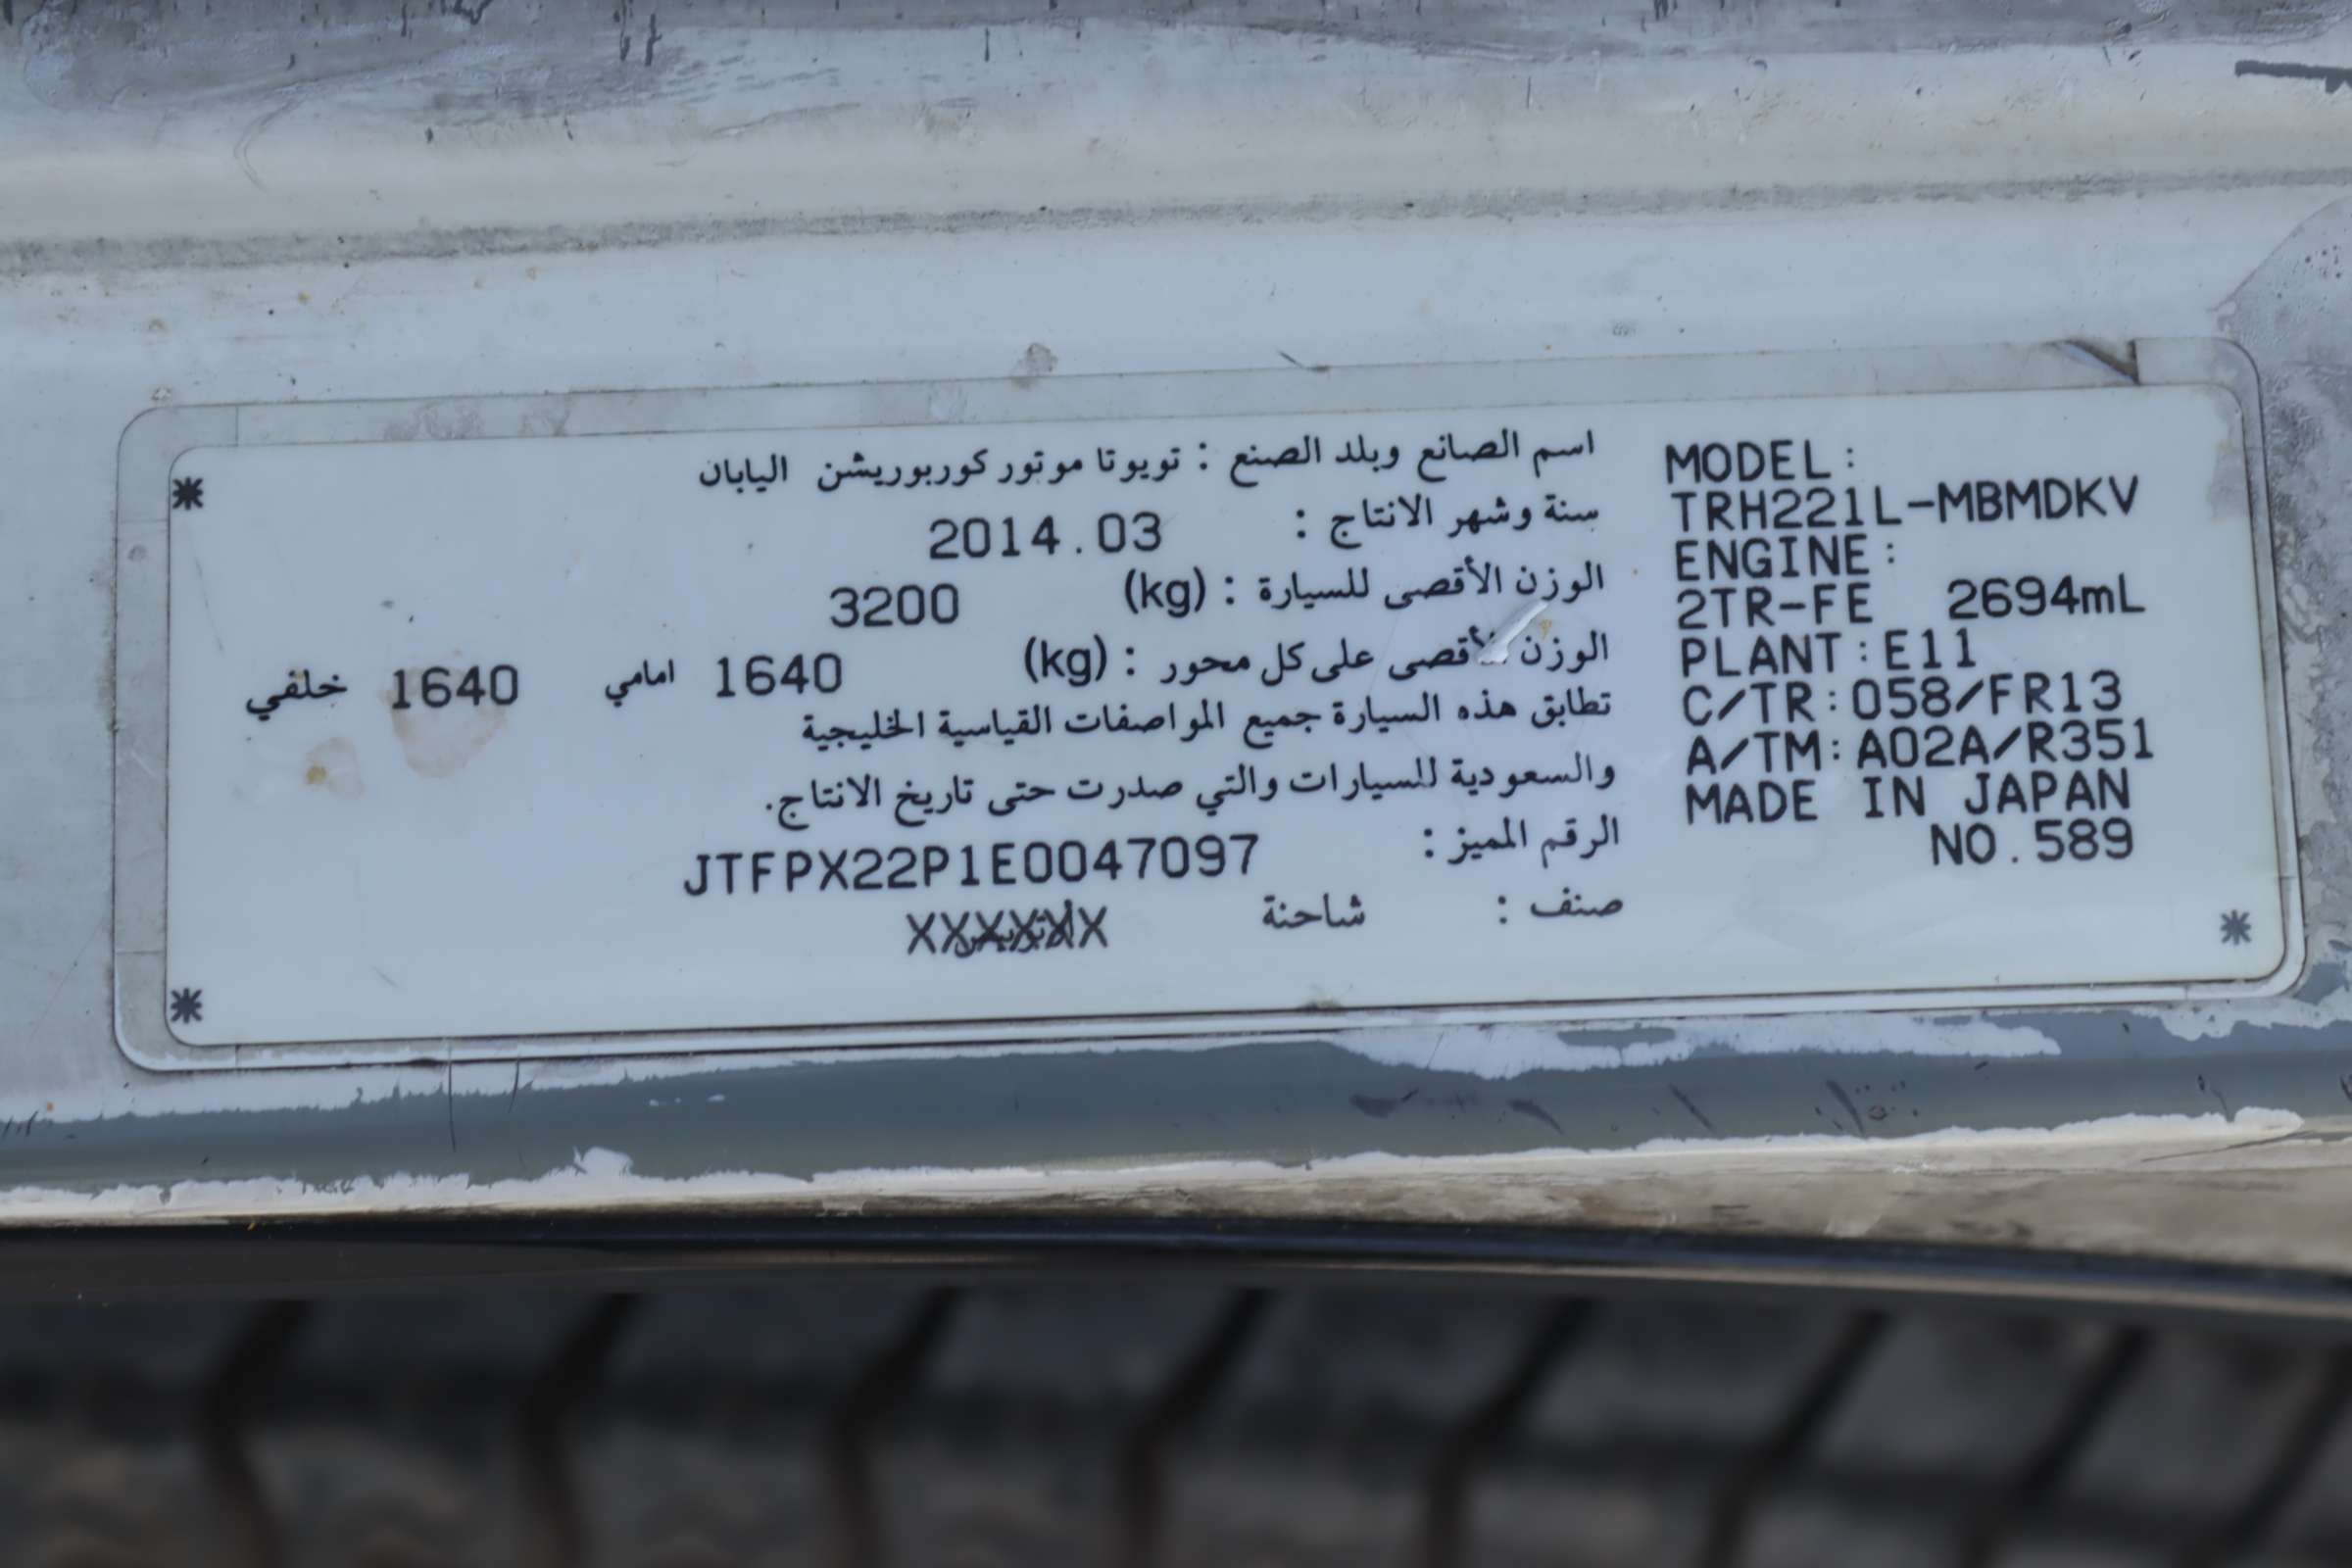 اسم الصانع وبلد الصنع : تويوتا موتور كوربوريشن اليابان
سنة وشهر الانتاج : 2014.03
الوزن الأقصى للسيارة : (kg) 3200
الوزن الأقصى على كل محور : (kg) 1640 امامي 1640 خلفي
تطابق هذه السيارة جميع المواصفات القياسية الخليجية
والسعودية للسيارات والتي صدرت حتى تاريخ الانتاج.
الرقم المميز : JTFPX22P1E0047097
صنف : شاحنة XXXXXX
MODEL:
TRH221L-MBMDKV
ENGINE:
2TR-FE 2694mL
PLANT:E11
C/TR:058/FR13
A/TM:A02A/R351
MADE IN JAPAN
NO.589